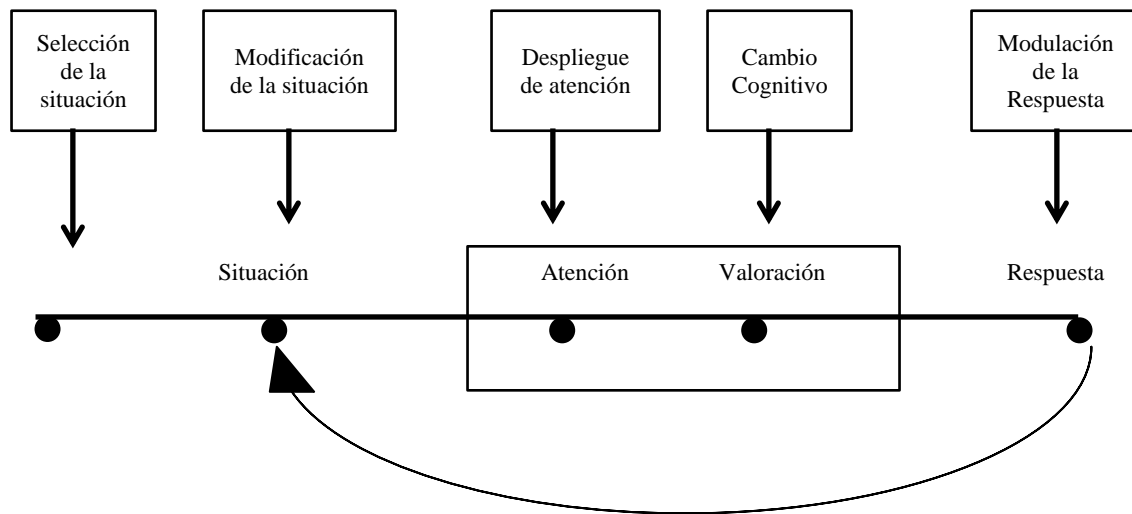 Selección
de la
situación
Modificación
de la situación
Despliegue
de atención
Cambio
Cognitivo
Modulación
de la
Respuesta
Situación
Atención
Valoración
Respuesta